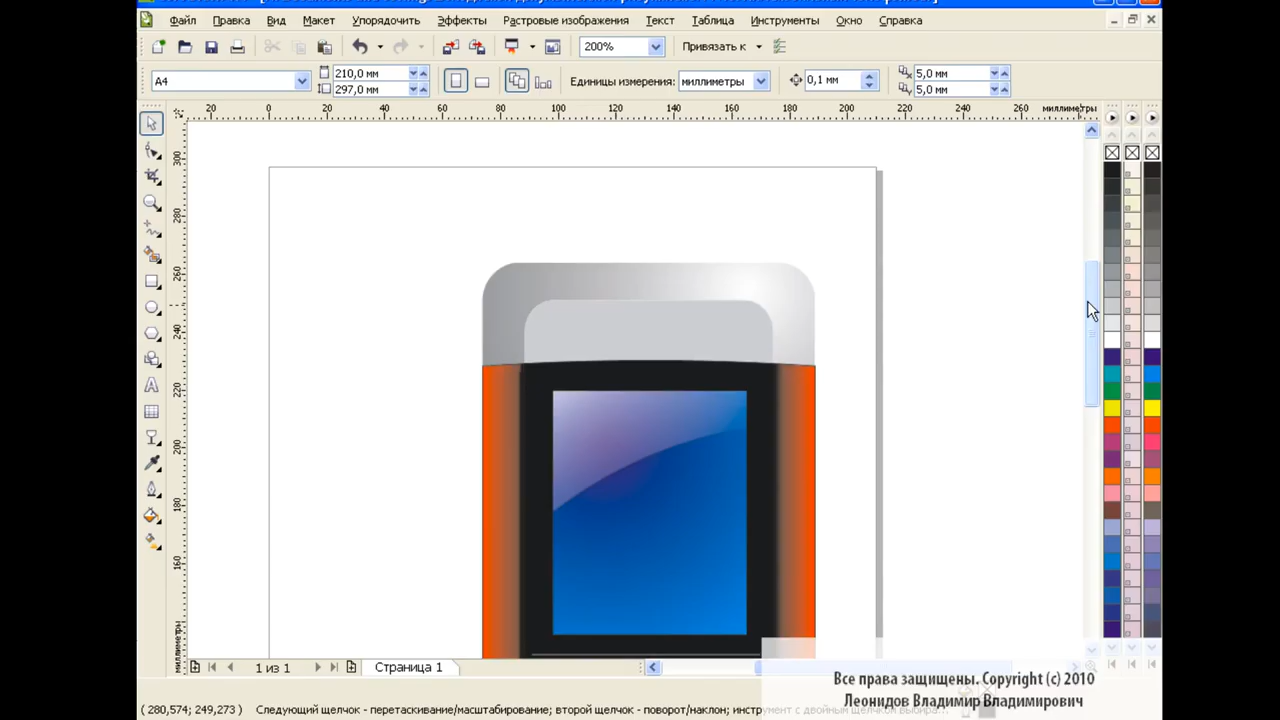 Файл Правка Вид Макет Упорядочить Эффекты Растровые изображения Текст Таблица Инструменты Окно Справка
200% Привязать к
A4 210,0 мм 297,0 мм Единицы измерения: миллиметры 0,1 мм 5,0 мм 5,0 мм
20 0 20 40 60 80 100 120 140 160 180 200 220 240 260 миллиметры
300
280
260
240
220
200
180
160
миллиметры
1 из 1 Страница 1
Все права защищены. Copyright (c) 2010
Леонидов Владимир Владимирович
( 280,574; 249,273 ) Следующий щелчок - перетаскивание/масштабирование; второй щелчок - поворот/наклон; инструмент с двойным щелчком выбира...